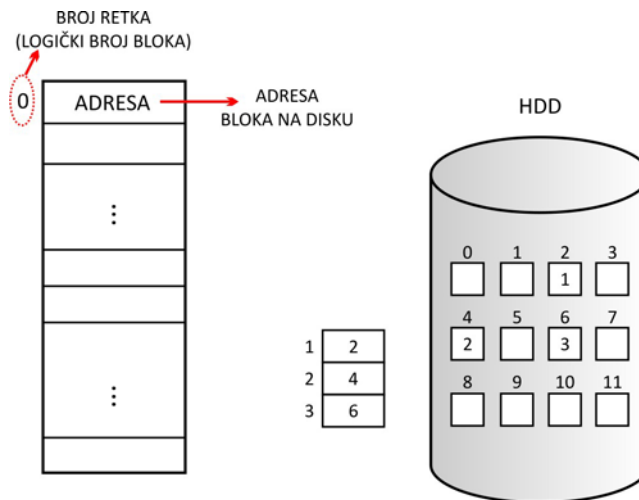 BROJ RETKA
(LOGIČKI BROJ BLOKA)
0
ADRESA
ADRESA
BLOKA NA DISKU
⋮
⋮
1 2
2 4
3 6
HDD
0 1 2 3
1
4 5 6 7
2 3
8 9 10 11